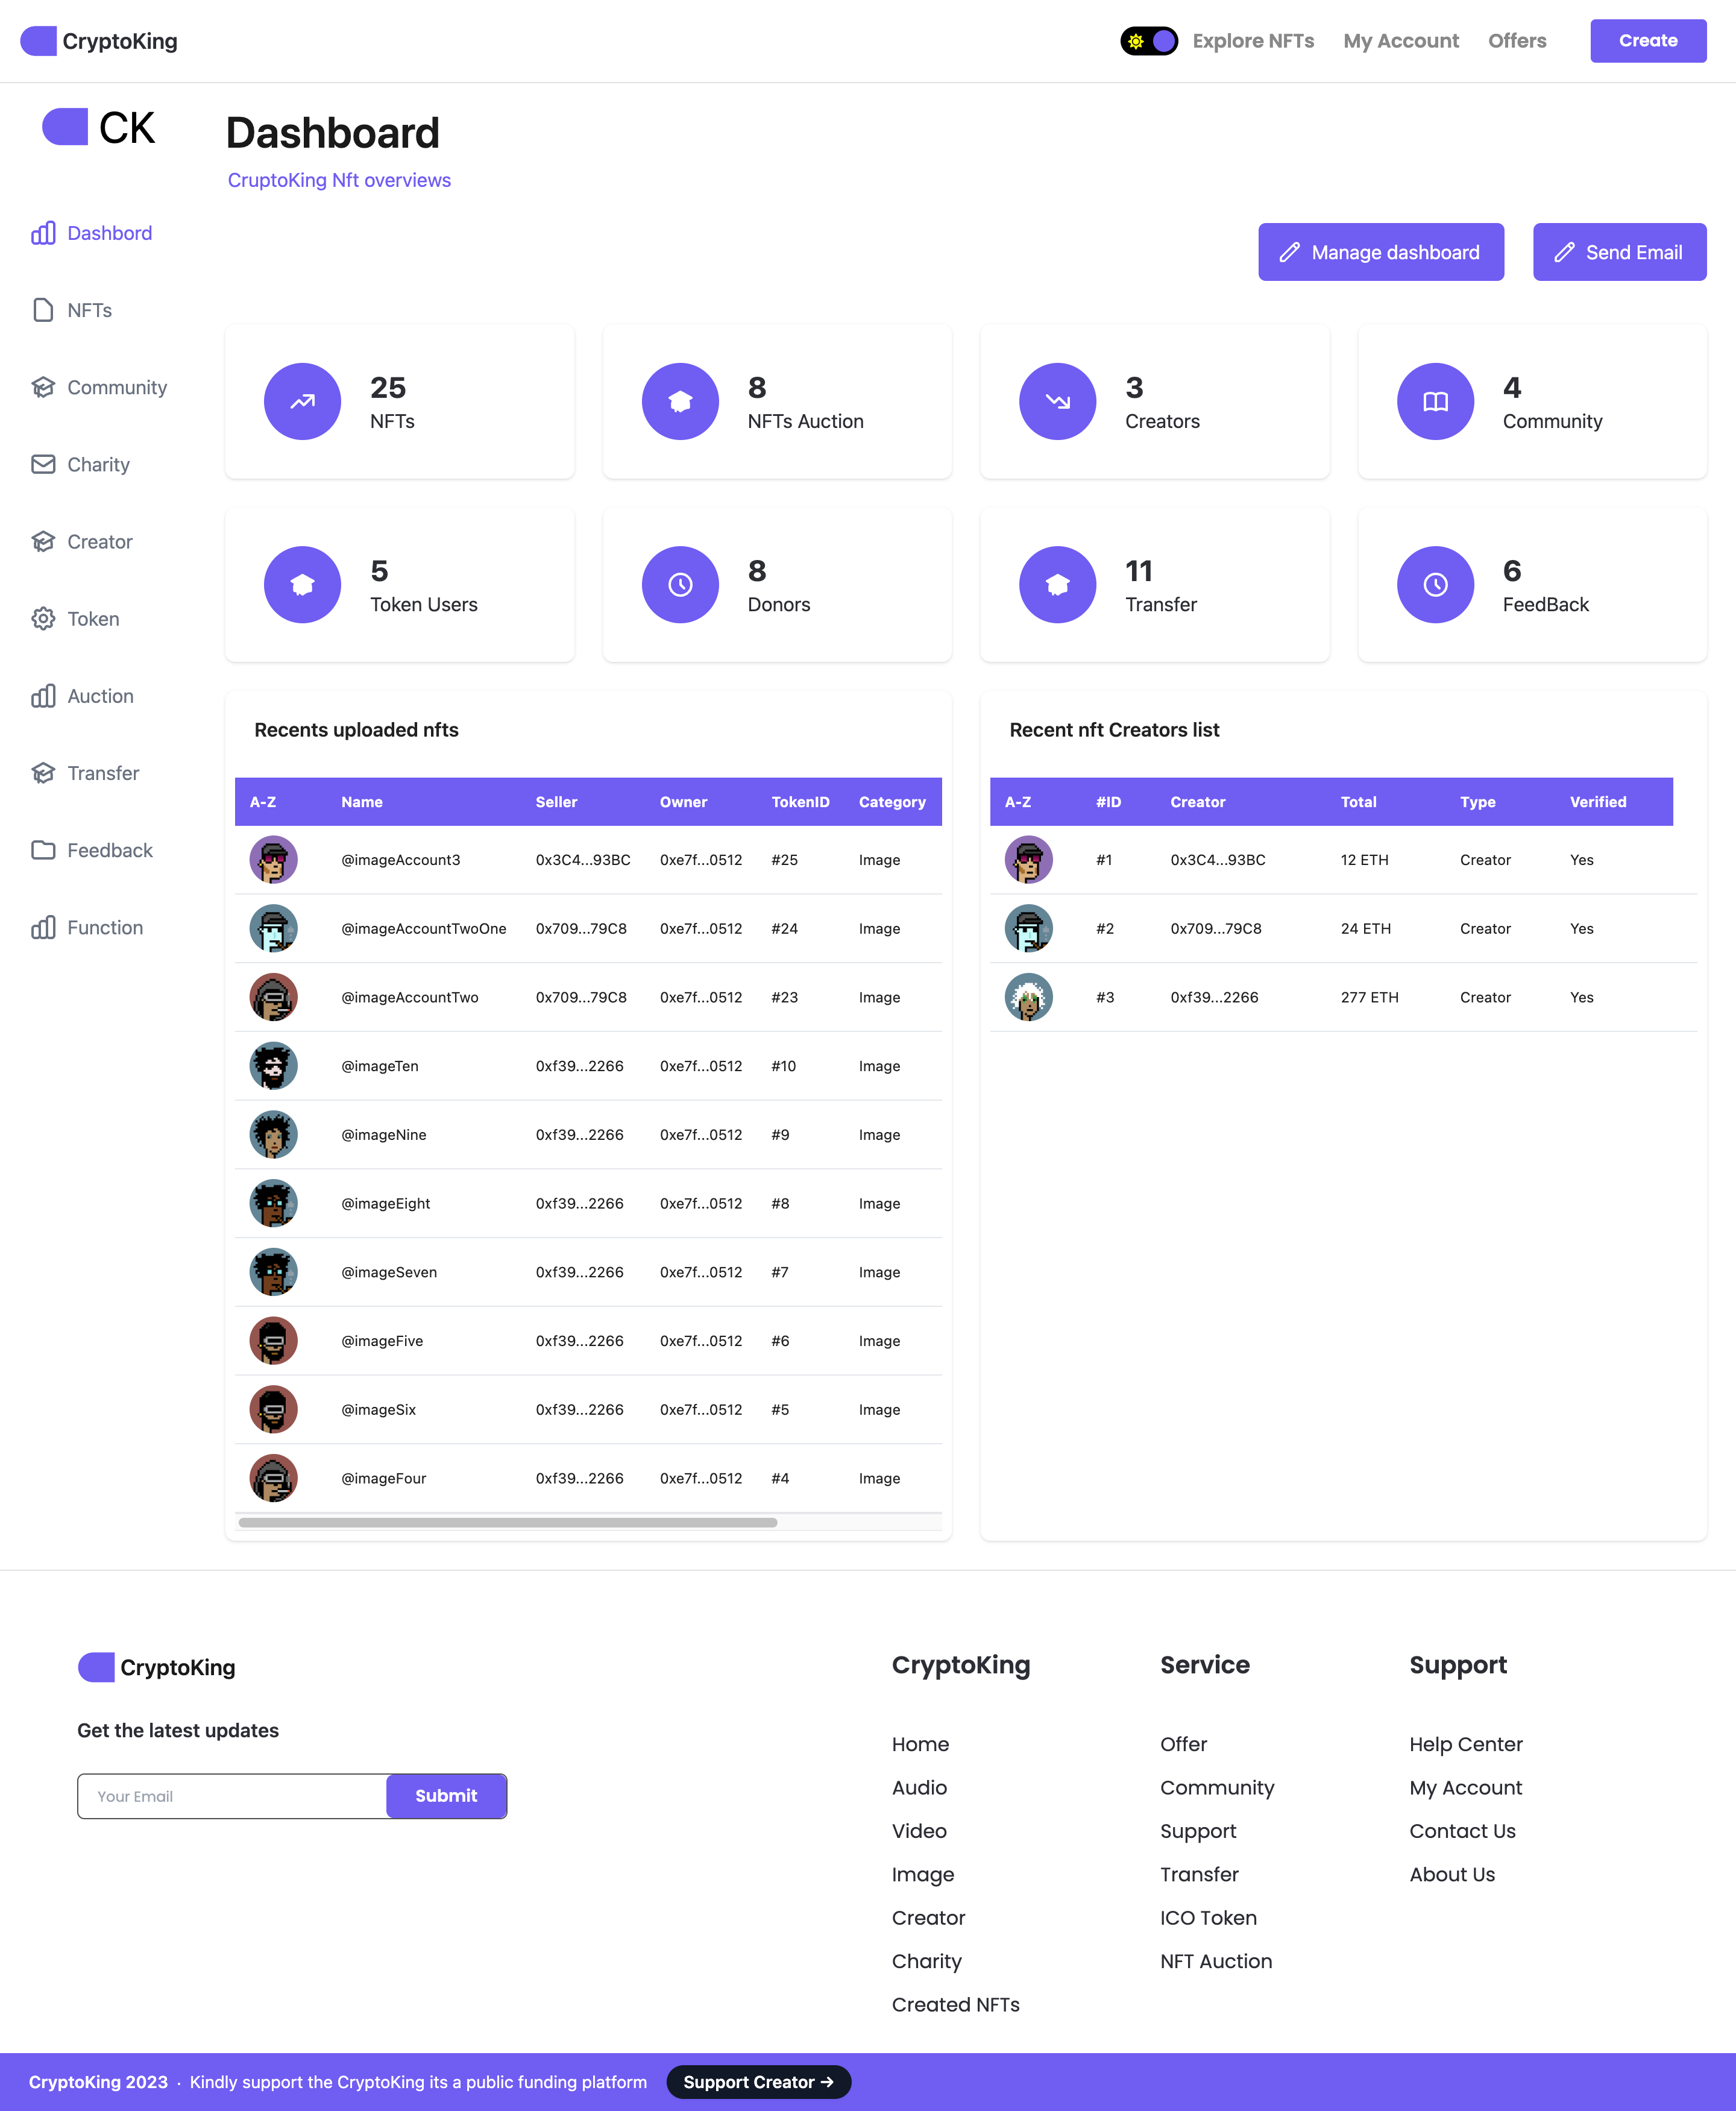 CryptoKing
Explore NFTs My Account Offers Create
CK
Dashboard
CruptoKing Nft overviews
Dashbord
NFTs
Community
Charity
Creator
Token
Auction
Transfer
Feedback
Function
Manage dashboard Send Email
25
NFTs
8
NFTs Auction
3
Creators
4
Community
5
Token Users
8
Donors
11
Transfer
6
FeedBack
Recents uploaded nfts
A-Z Name Seller Owner TokenID Category
@imageAccount3 0x3C4...93BC 0xe7f...0512 #25 Image
@imageAccountTwoOne 0x709...79C8 0xe7f...0512 #24 Image
@imageAccountTwo 0x709...79C8 0xe7f...0512 #23 Image
@imageTen 0xf39...2266 0xe7f...0512 #10 Image
@imageNine 0xf39...2266 0xe7f...0512 #9 Image
@imageEight 0xf39...2266 0xe7f...0512 #8 Image
@imageSeven 0xf39...2266 0xe7f...0512 #7 Image
@imageFive 0xf39...2266 0xe7f...0512 #6 Image
@imageSix 0xf39...2266 0xe7f...0512 #5 Image
@imageFour 0xf39...2266 0xe7f...0512 #4 Image
Recent nft Creators list
A-Z #ID Creator Total Type Verified
#1 0x3C4...93BC 12 ETH Creator Yes
#2 0x709...79C8 24 ETH Creator Yes
#3 0xf39...2266 277 ETH Creator Yes
CryptoKing
Get the latest updates
Your Email Submit
CryptoKing
Home
Audio
Video
Image
Creator
Charity
Created NFTs
Service
Offer
Community
Support
Transfer
ICO Token
NFT Auction
Support
Help Center
My Account
Contact Us
About Us
CryptoKing 2023 · Kindly support the CryptoKing its a public funding platform Support Creator →